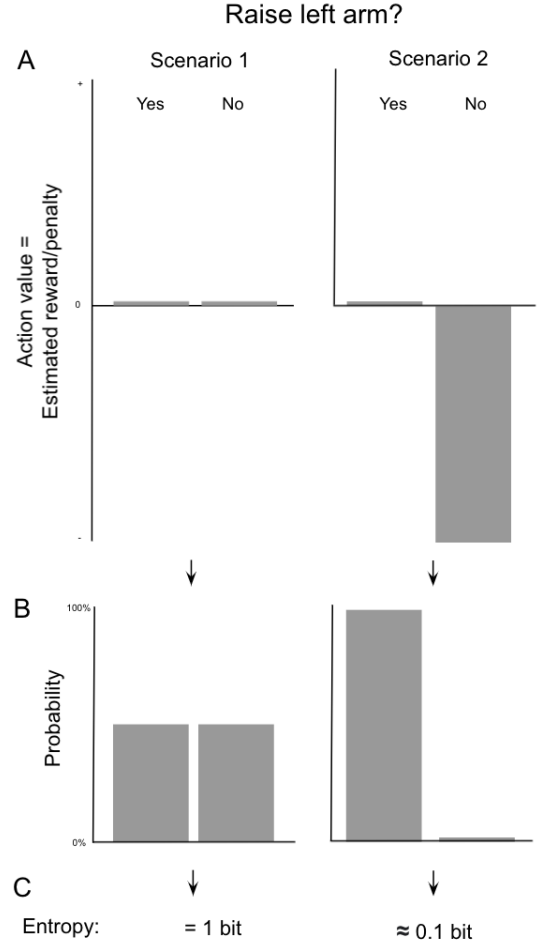 Raise left arm?
A
Scenario 1
Scenario 2
+
Yes
No
Yes
No
Action value =
Estimated reward/penalty
0
-
B
100%
Probability
0%
C
Entropy:
= 1 bit
≈ 0.1 bit